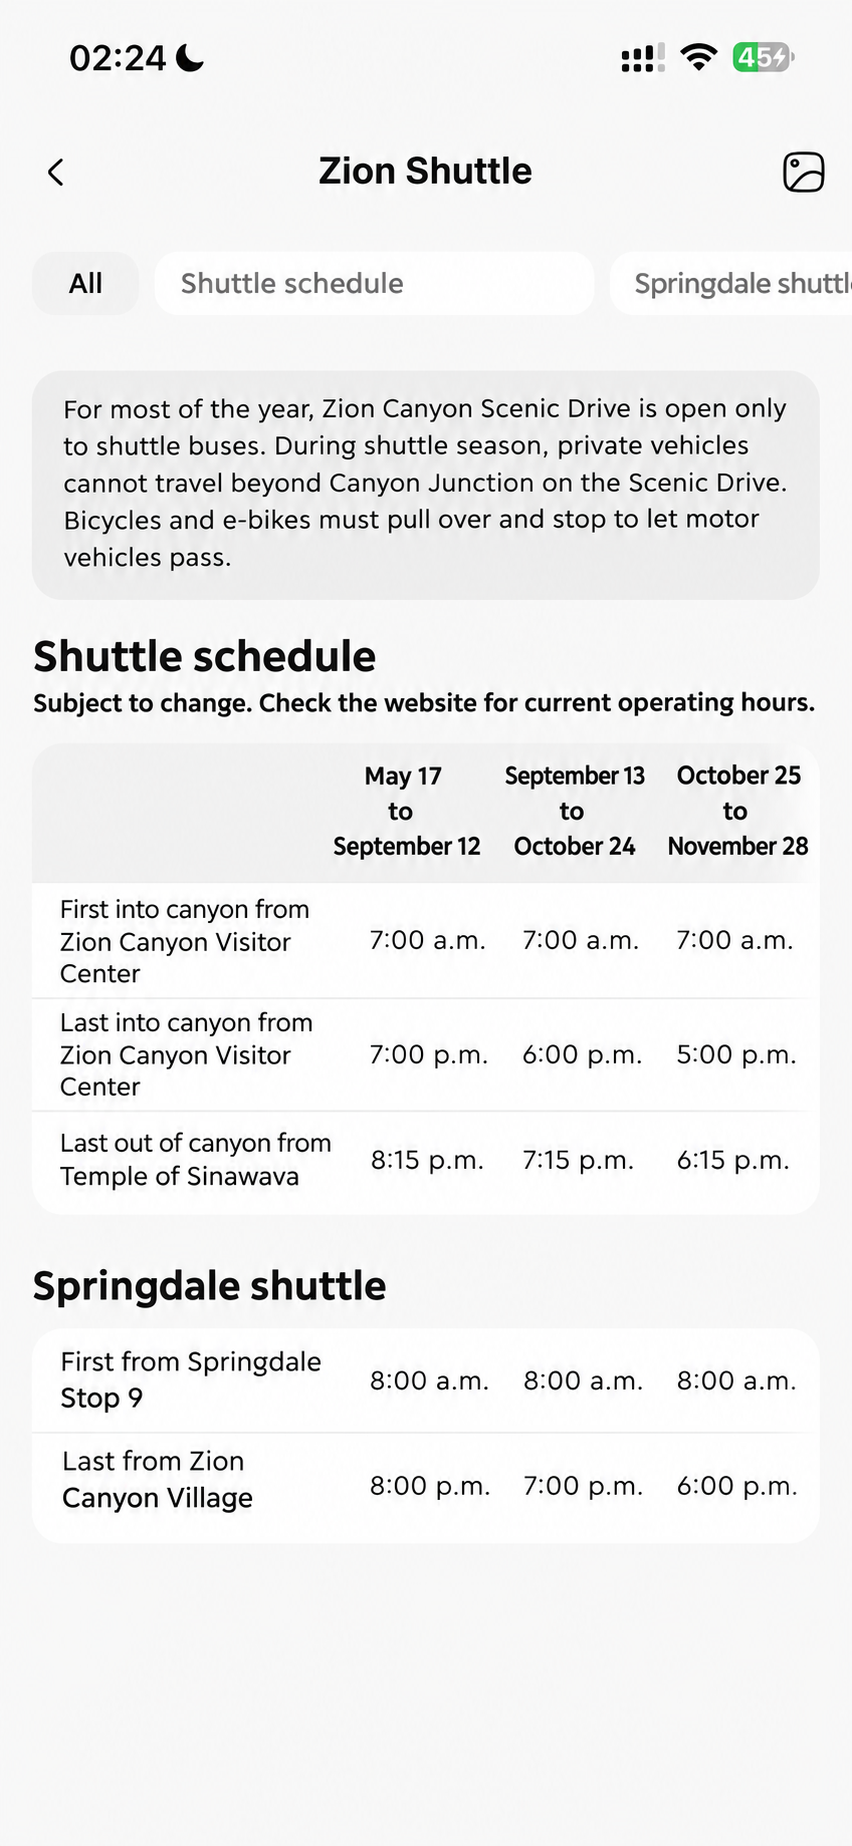 02:24
45
Zion Shuttle
All
Shuttle schedule
Springdale shuttl
For most of the year, Zion Canyon Scenic Drive is open only
to shuttle buses. During shuttle season, private vehicles
cannot travel beyond Canyon Junction on the Scenic Drive.
Bicycles and e-bikes must pull over and stop to let motor
vehicles pass.
Shuttle schedule
Subject to change. Check the website for current operating hours.
May 17 to September 12
September 13 to October 24
October 25 to November 28
First into canyon from Zion Canyon Visitor Center 7:00 a.m. 7:00 a.m. 7:00 a.m.
Last into canyon from Zion Canyon Visitor Center 7:00 p.m. 6:00 p.m. 5:00 p.m.
Last out of canyon from Temple of Sinawava 8:15 p.m. 7:15 p.m. 6:15 p.m.
Springdale shuttle
First from Springdale Stop 9 8:00 a.m. 8:00 a.m. 8:00 a.m.
Last from Zion Canyon Village 8:00 p.m. 7:00 p.m. 6:00 p.m.